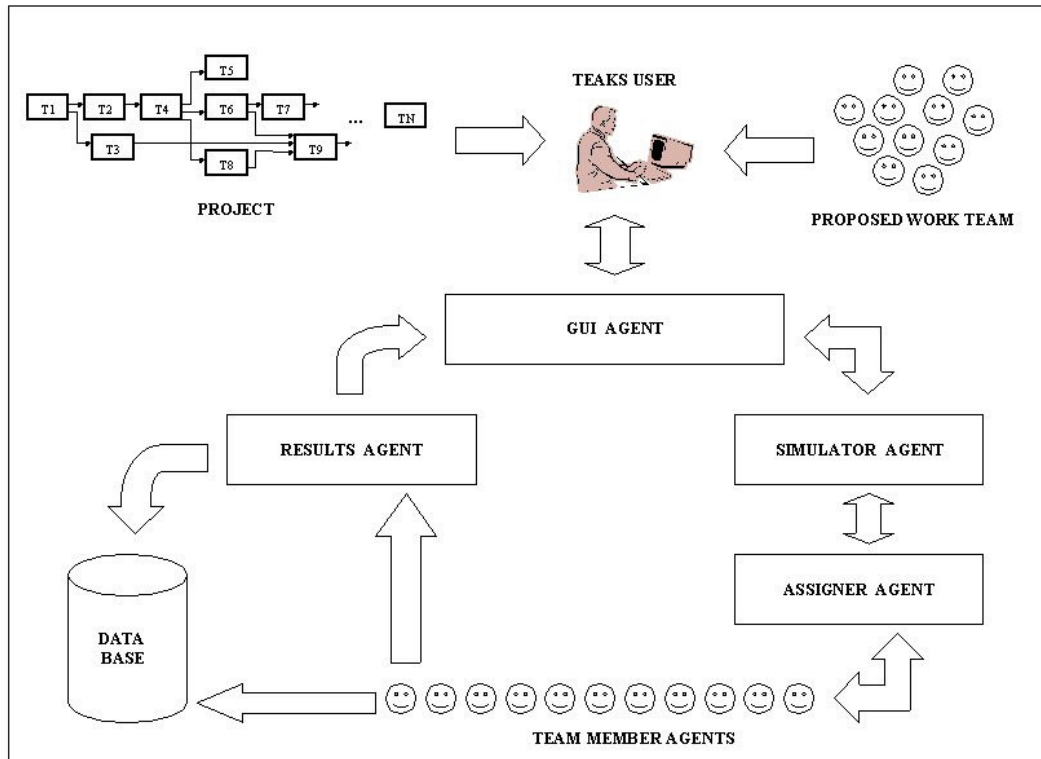 T5
TEAKS USER
T1 T2 T4 T6 T7
... TN
T3 T9
T8
PROJECT
PROPOSED WORK TEAM
GUI AGENT
RESULTS AGENT
SIMULATOR AGENT
ASSIGNER AGENT
DATA
BASE
TEAM MEMBER AGENTS